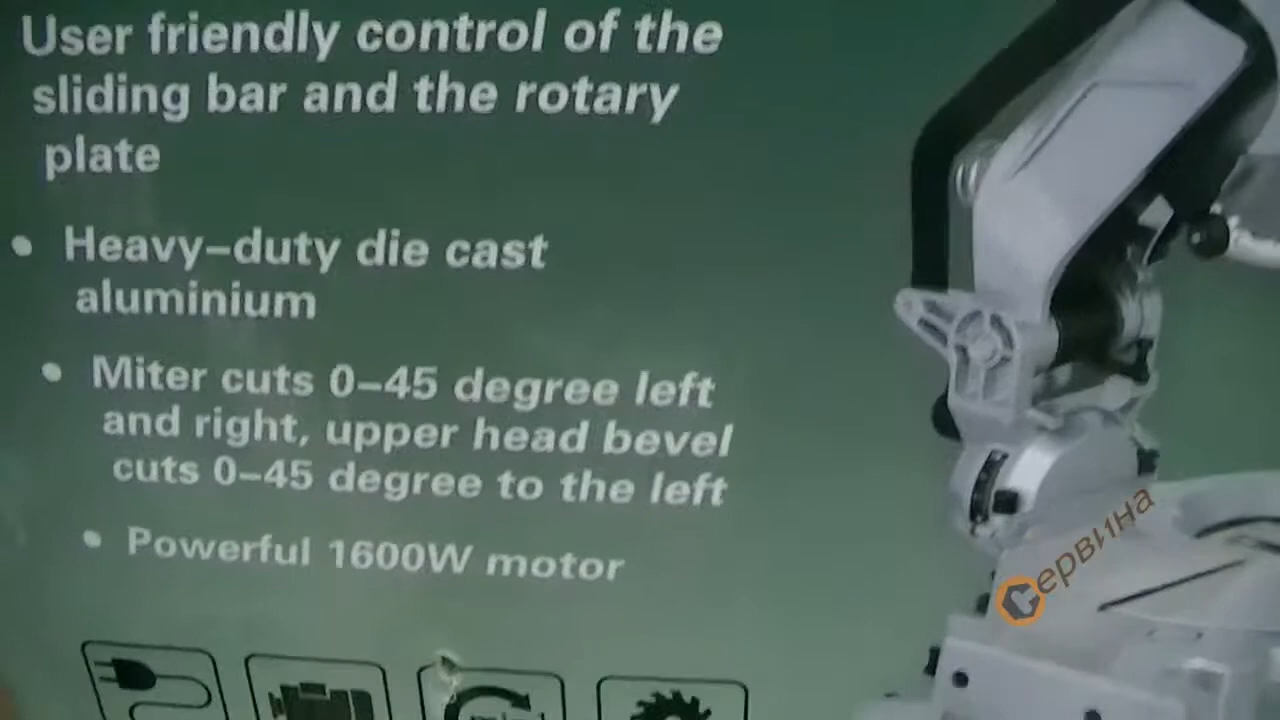 User friendly control of the
sliding bar and the rotary
plate
• Heavy–duty die cast
aluminium
• Miter cuts 0–45 degree left
and right, upper head bevel
cuts 0–45 degree to the left
• Powerful 1600W motor
Сервина